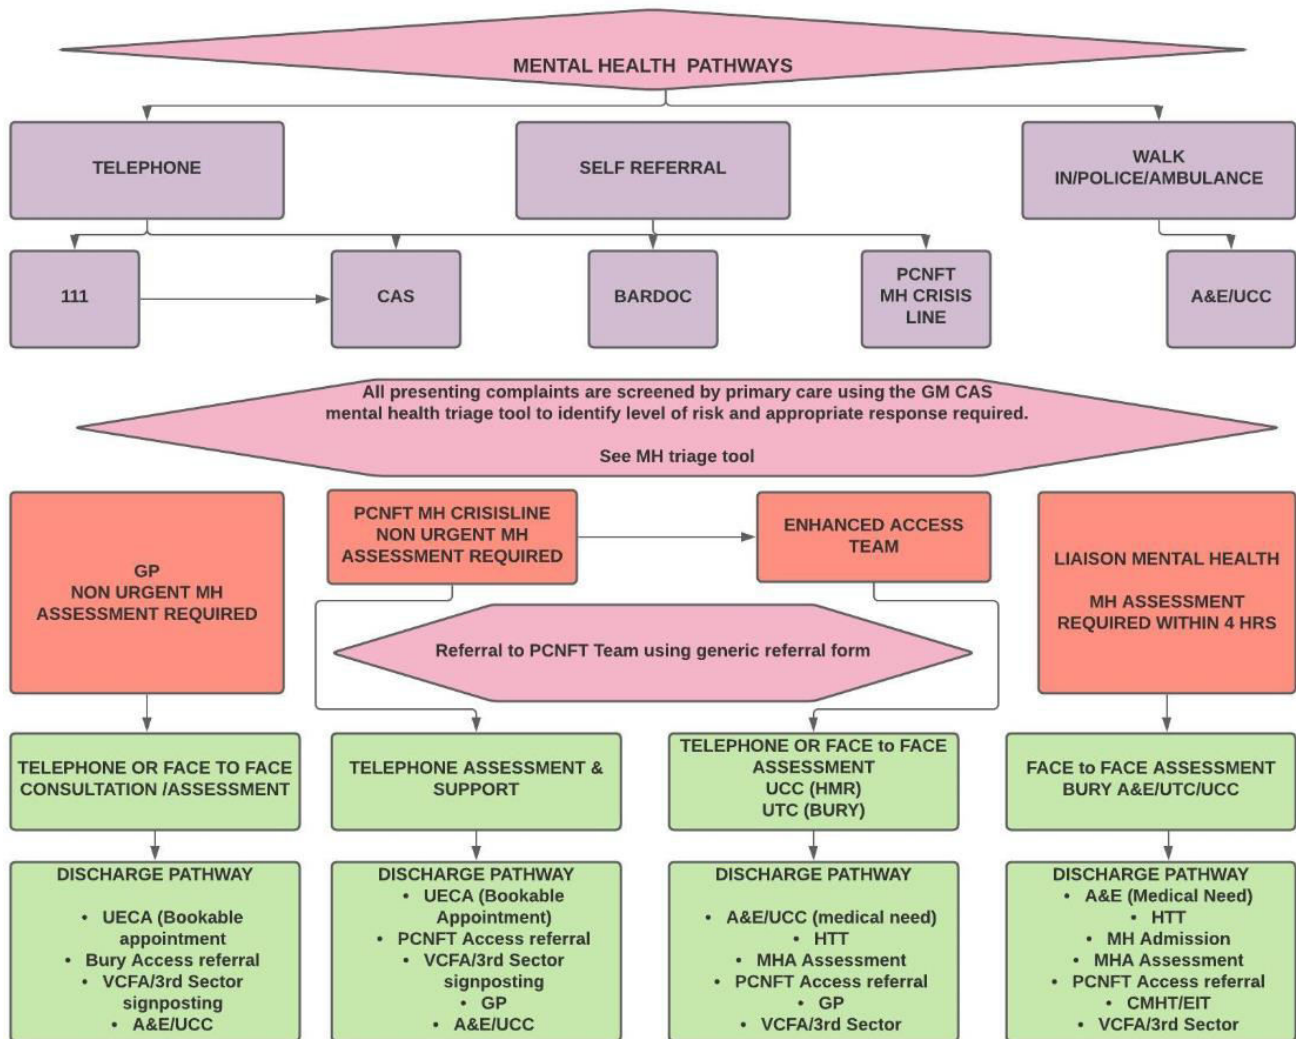 MENTAL HEALTH PATHWAYS
TELEPHONE
SELF REFERRAL
WALK
IN/POLICE/AMBULANCE
111
CAS
BARDOC
PCNFT
MH CRISIS
LINE
A&E/UCC
All presenting complaints are screened by primary care using the GM CAS
mental health triage tool to identify level of risk and appropriate response required.
See MH triage tool
GP
NON URGENT MH
ASSESSMENT REQUIRED
PCNFT MH CRISISLINE
NON URGENT MH
ASSESSMENT REQUIRED
ENHANCED ACCESS
TEAM
LIAISON MENTAL HEALTH
MH ASSESSMENT
REQUIRED WITHIN 4 HRS
Referral to PCNFT Team using generic referral form
TELEPHONE OR FACE TO FACE
CONSULTATION /ASSESSMENT
TELEPHONE ASSESSMENT &
SUPPORT
TELEPHONE OR FACE to FACE
ASSESSMENT
UCC (HMR)
UTC (BURY)
FACE to FACE ASSESSMENT
BURY A&E/UTC/UCC
DISCHARGE PATHWAY
• UECA (Bookable
appointment
• Bury Access referral
• VCFA/3rd Sector
signposting
• A&E/UCC
DISCHARGE PATHWAY
• UECA (Bookable
Appointment)
• PCNFT Access referral
• VCFA/3rd Sector
signposting
• GP
• A&E/UCC
DISCHARGE PATHWAY
• A&E/UCC (medical need)
• HTT
• MHA Assessment
• PCNFT Access referral
• GP
• VCFA/3rd Sector
DISCHARGE PATHWAY
• A&E (Medical Need)
• HTT
• MH Admission
• MHA Assessment
• PCNFT Access referral
• CMHT/EIT
• VCFA/3rd Sector